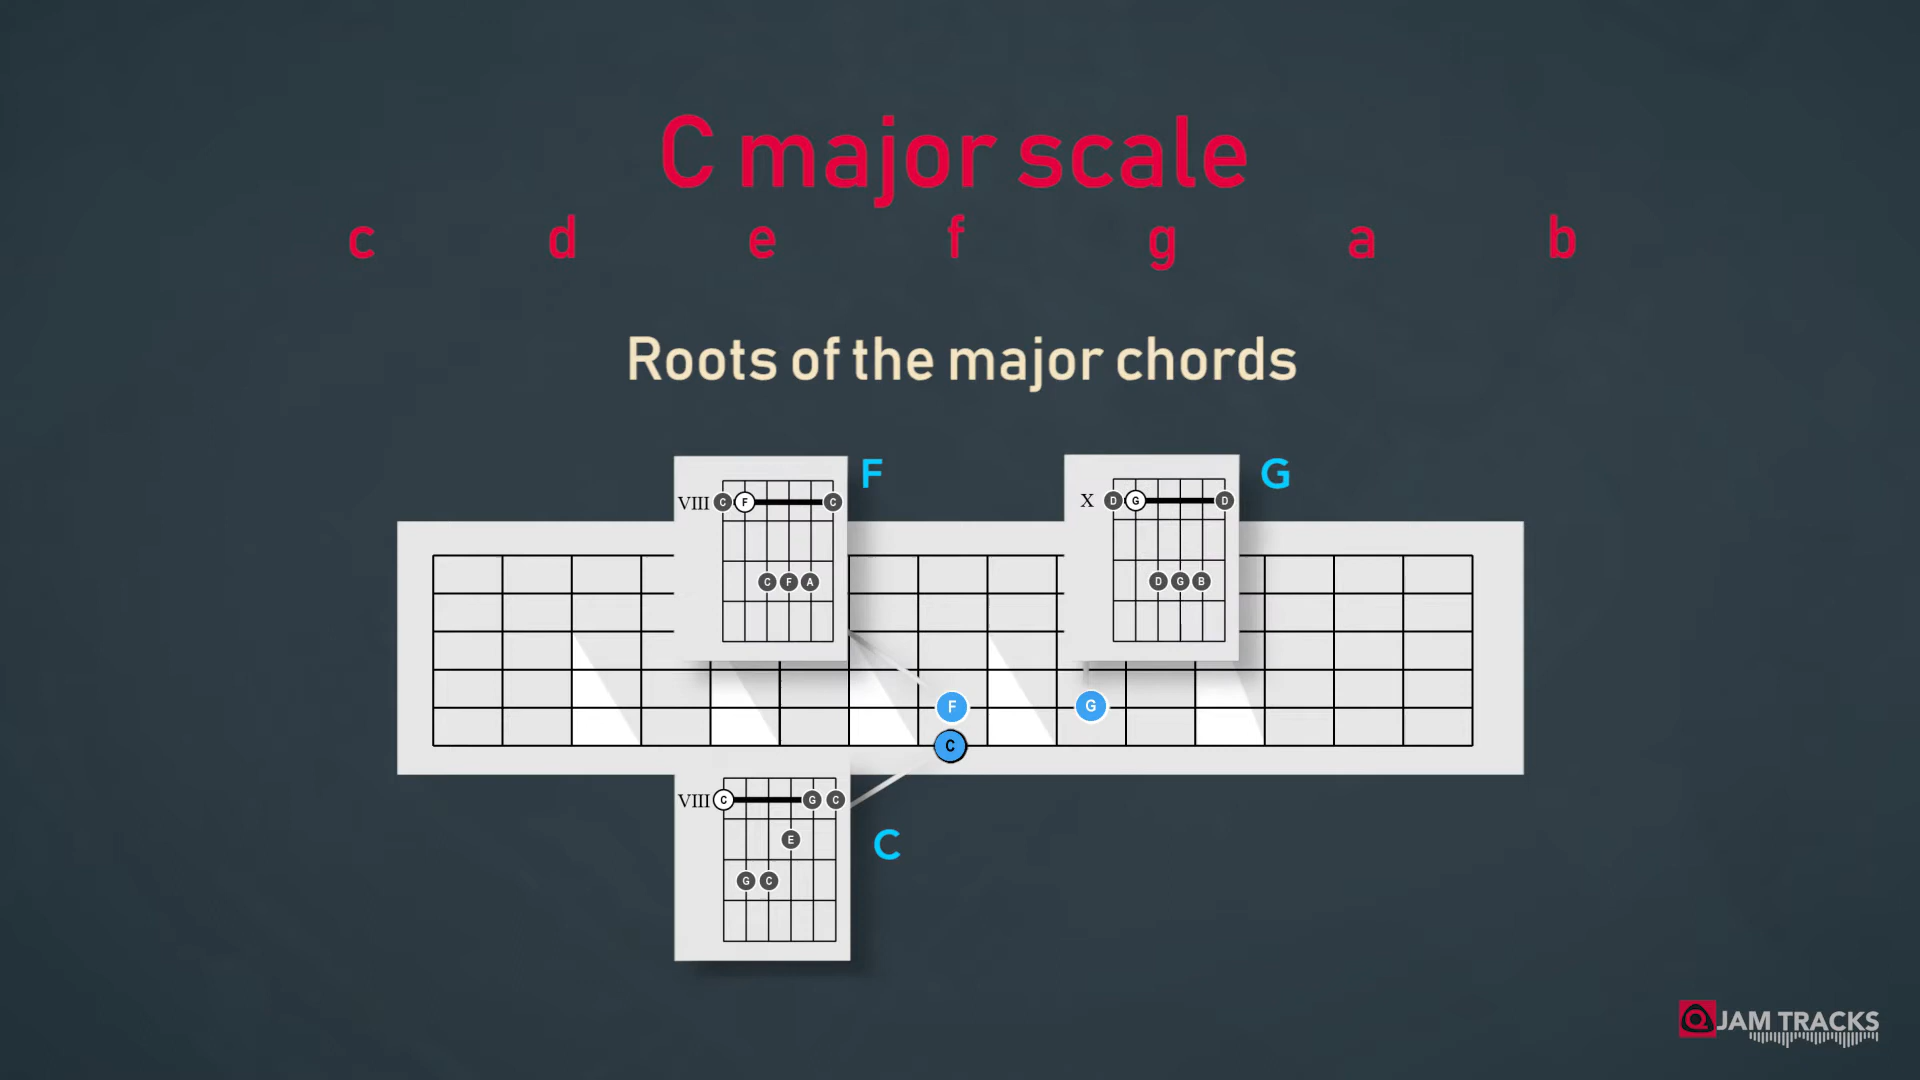 C major scale
c d e f g a b
Roots of the major chords
F
G
VIII C F C
X D G D
C F A
D G B
F
G
C
VIII C G C
E
C
G C
JAM TRACKS